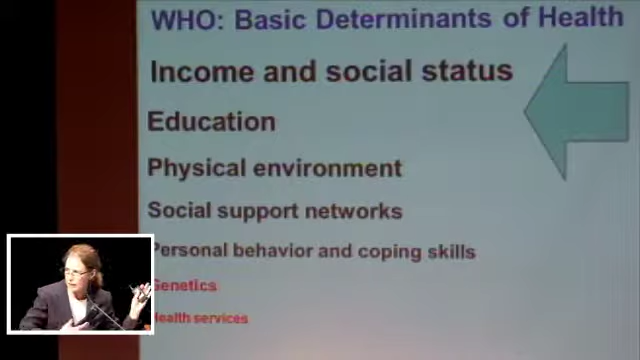 WHO: Basic Determinants of Health
Income and social status
Education
Physical environment
Social support networks
Personal behavior and coping skills
Genetics
Health services